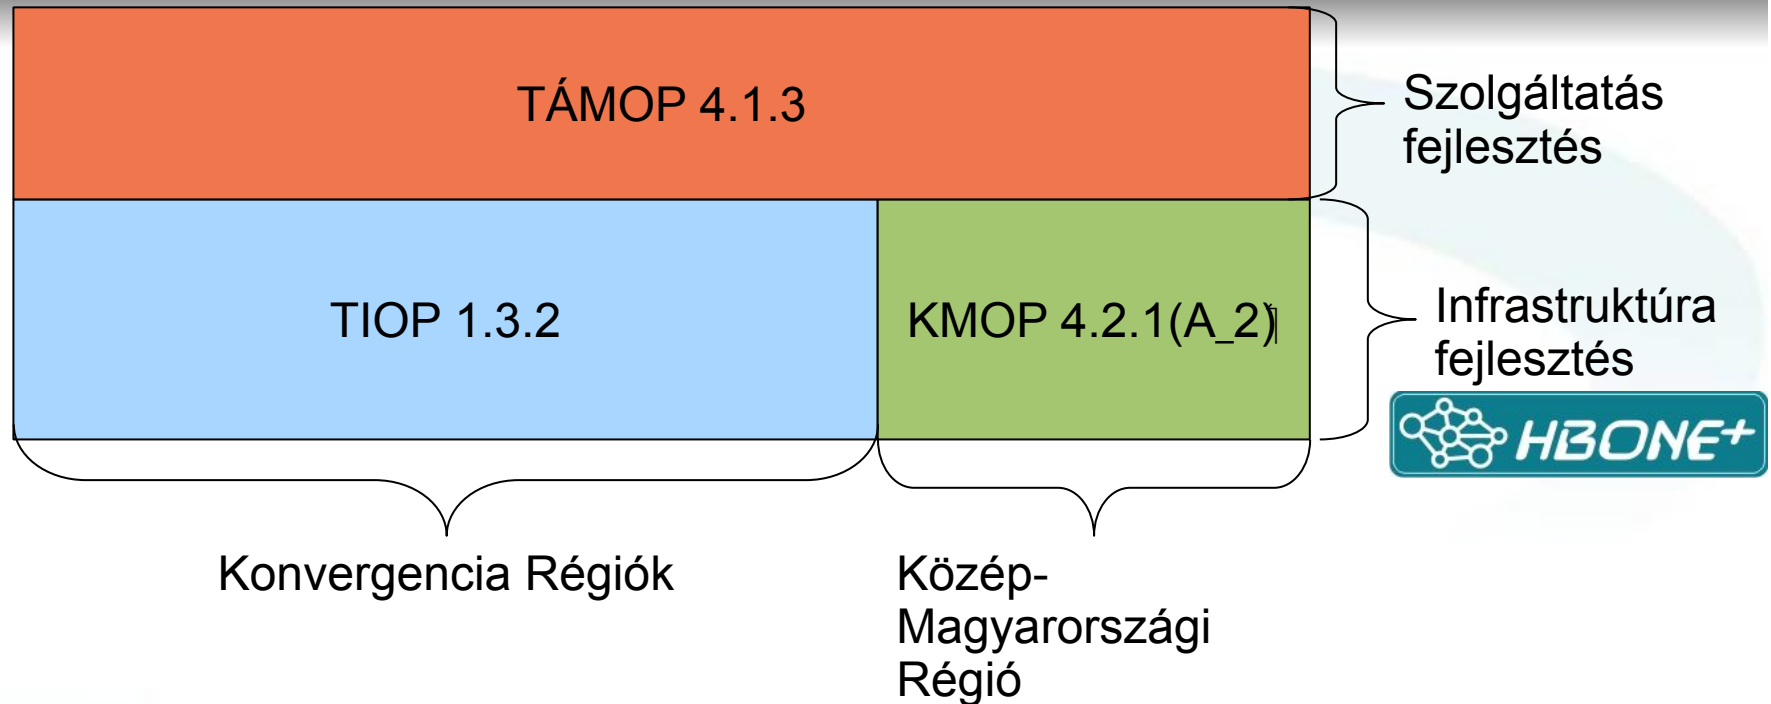 TÁMOP 4.1.3
Szolgáltatás
fejlesztés
TIOP 1.3.2
KMOP 4.2.1(A_2)
Infrastruktúra
fejlesztés
HBONE+
Konvergencia Régiók
Közép-
Magyarországi
Régió